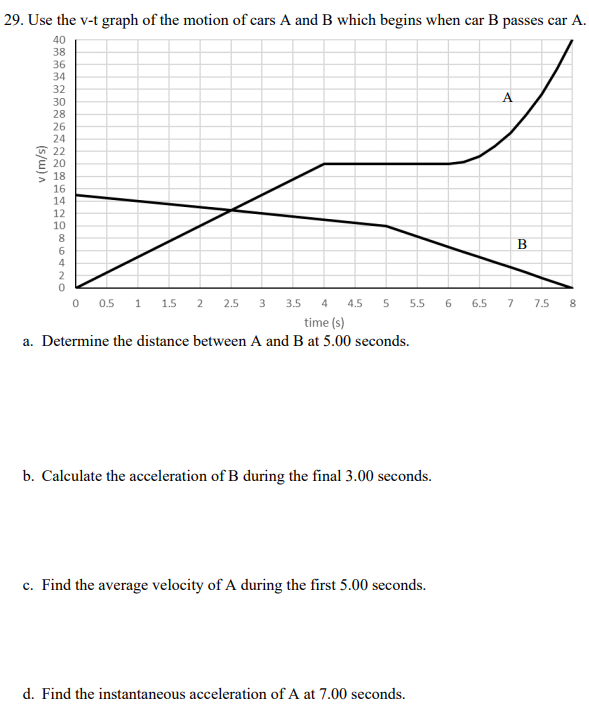 29. Use the v-t graph of the motion of cars A and B which begins when car B passes car A.
40
38
36
34
32
30
28
26
24
22
20
18
16
14
12
10
8
6
4
2
0
v (m/s)
A
B
0 0.5 1 1.5 2 2.5 3 3.5 4 4.5 5 5.5 6 6.5 7 7.5 8
time (s)
a. Determine the distance between A and B at 5.00 seconds.
b. Calculate the acceleration of B during the final 3.00 seconds.
c. Find the average velocity of A during the first 5.00 seconds.
d. Find the instantaneous acceleration of A at 7.00 seconds.